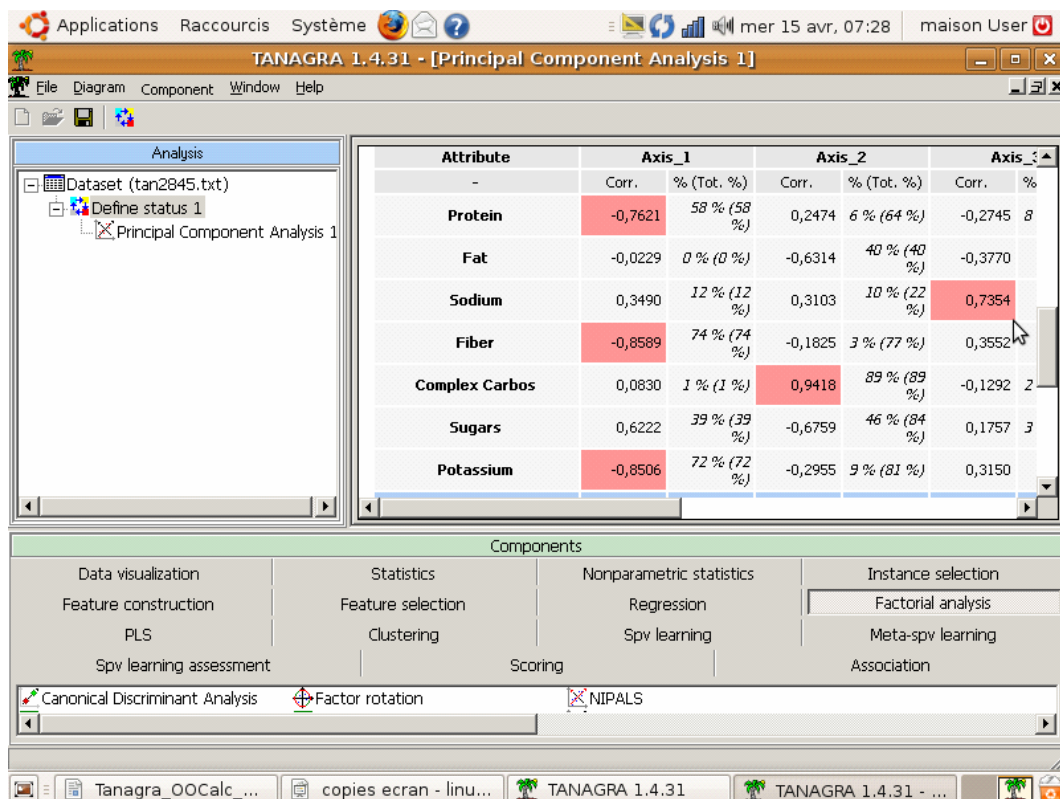 Applications Raccourcis Système mer 15 avr, 07:28 maison User
TANAGRA 1.4.31 - [Principal Component Analysis 1]
File Diagram Component Window Help
Analysis
Dataset (tan2845.txt)
Define status 1
Principal Component Analysis 1
Attribute Axis_1 Axis_2 Axis_3
- Corr. % (Tot. %) Corr. % (Tot. %) Corr. %
Protein -0,7621 58 % (58 %) 0,2474 6 % (64 %) -0,2745 8
Fat -0,0229 0 % (0 %) -0,6314 40 % (40 %) -0,3770
Sodium 0,3490 12 % (12 %) 0,3103 10 % (22 %) 0,7354
Fiber -0,8589 74 % (74 %) -0,1825 3 % (77 %) 0,3552
Complex Carbos 0,0830 1 % (1 %) 0,9418 89 % (89 %) -0,1292 2
Sugars 0,6222 39 % (39 %) -0,6759 46 % (84 %) 0,1757 3
Potassium -0,8506 72 % (72 %) -0,2955 9 % (81 %) 0,3150
Components
Data visualization Statistics Nonparametric statistics Instance selection
Feature construction Feature selection Regression Factorial analysis
PLS Clustering Spv learning Meta-spv learning
Spv learning assessment Scoring Association
Canonical Discriminant Analysis Factor rotation NIPALS
Tanagra_OOCalc_... copies ecran - linu... TANAGRA 1.4.31 TANAGRA 1.4.31 - ...